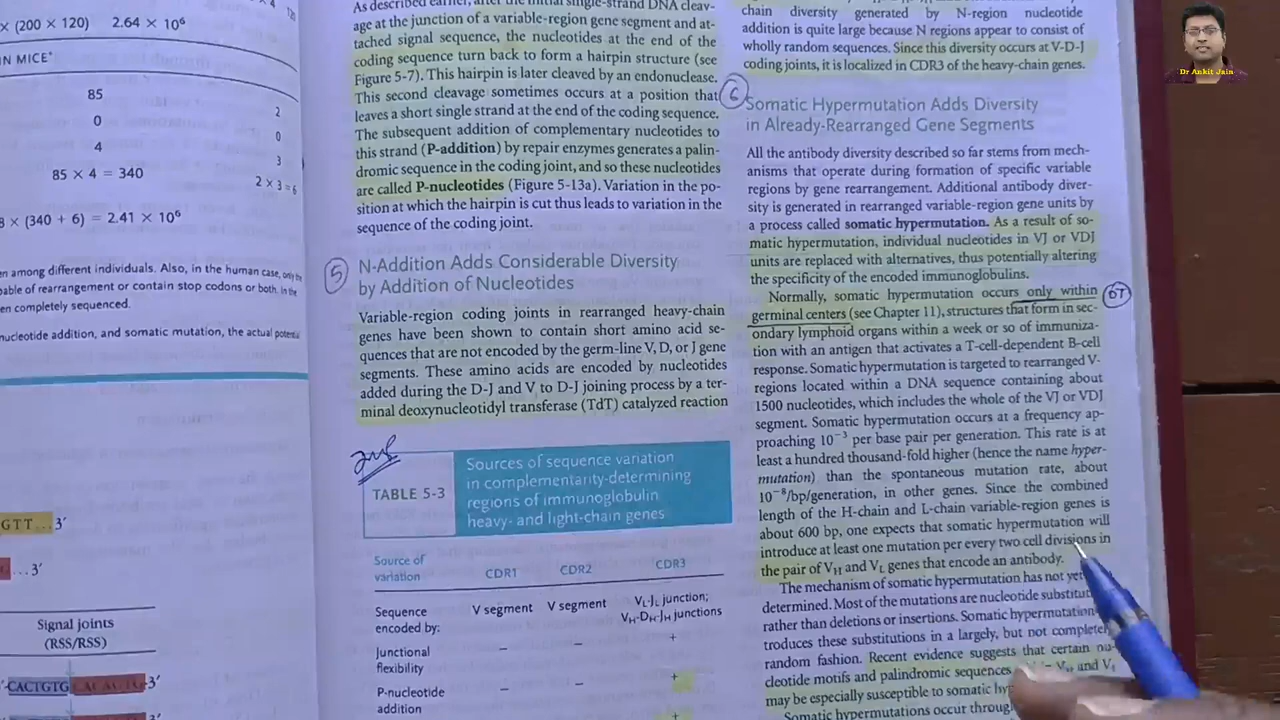 × (200 × 120) 2.64 × 10⁶
IN MICE*
85 2
0 0
4 3
85 × 4 = 340 2 × 3 = 6
8 × (340 + 6) = 2.41 × 10⁶
en among different individuals. Also, in the human case, only the
pable of rearrangement or contain stop codons or both. In the
en completely sequenced.
nucleotide addition, and somatic mutation, the actual potential
GTT...3′
...3′
Signal joints
(RSS/RSS)
CACTGTG CACAGTG-3′
As described earlier, after the initial single-strand DNA cleav-
age at the junction of a variable-region gene segment and at-
tached signal sequence, the nucleotides at the end of the
coding sequence turn back to form a hairpin structure (see
Figure 5-7). This hairpin is later cleaved by an endonuclease.
This second cleavage sometimes occurs at a position that
leaves a short single strand at the end of the coding sequence.
The subsequent addition of complementary nucleotides to
this strand (P-addition) by repair enzymes generates a palin-
dromic sequence in the coding joint, and so these nucleotides
are called P-nucleotides (Figure 5-13a). Variation in the po-
sition at which the hairpin is cut thus leads to variation in the
sequence of the coding joint.
5
N-Addition Adds Considerable Diversity
by Addition of Nucleotides
Variable-region coding joints in rearranged heavy-chain
genes have been shown to contain short amino acid se-
quences that are not encoded by the germ-line V, D, or J gene
segments. These amino acids are encoded by nucleotides
added during the D-J and V to D-J joining process by a ter-
minal deoxynucleotidyl transferase (TdT) catalyzed reaction
TABLE 5-3
Sources of sequence variation
in complementarity-determining
regions of immunoglobulin
heavy- and light-chain genes
Source of
variation CDR1 CDR2 CDR3
Sequence
encoded by: V segment V segment V_L-J_L junction;
V_H-D_H-J_H junctions
Junctional
flexibility – – +
P-nucleotide
addition – – +
+
chain diversity generated by N-region nucleotide
addition is quite large because N regions appear to consist of
wholly random sequences. Since this diversity occurs at V-D-J
coding joints, it is localized in CDR3 of the heavy-chain genes.
6
Somatic Hypermutation Adds Diversity
in Already-Rearranged Gene Segments
All the antibody diversity described so far stems from mech-
anisms that operate during formation of specific variable
regions by gene rearrangement. Additional antibody diver-
sity is generated in rearranged variable-region gene units by
a process called somatic hypermutation. As a result of so-
matic hypermutation, individual nucleotides in VJ or VDJ
units are replaced with alternatives, thus potentially altering
the specificity of the encoded immunoglobulins.
Normally, somatic hypermutation occurs only within
germinal centers (see Chapter 11), structures that form in sec-
ondary lymphoid organs within a week or so of immuniza-
tion with an antigen that activates a T-cell-dependent B-cell
response. Somatic hypermutation is targeted to rearranged V-
regions located within a DNA sequence containing about
1500 nucleotides, which includes the whole of the VJ or VDJ
segment. Somatic hypermutation occurs at a frequency ap-
proaching 10⁻³ per base pair per generation. This rate is at
least a hundred thousand-fold higher (hence the name hyper-
mutation) than the spontaneous mutation rate, about
10⁻⁸/bp/generation, in other genes. Since the combined
length of the H-chain and L-chain variable-region genes is
about 600 bp, one expects that somatic hypermutation will
introduce at least one mutation per every two cell divisions in
the pair of V_H and V_L genes that encode an antibody.
The mechanism of somatic hypermutation has not yet
determined. Most of the mutations are nucleotide substitut
rather than deletions or insertions. Somatic hypermutation
troduces these substitutions in a largely, but not complete
random fashion. Recent evidence suggests that certain nu-
cleotide motifs and palindromic sequences V_H and V_L
may be especially susceptible to somatic hy
Somatic hypermutations occur throug
Dr Ankit Jain